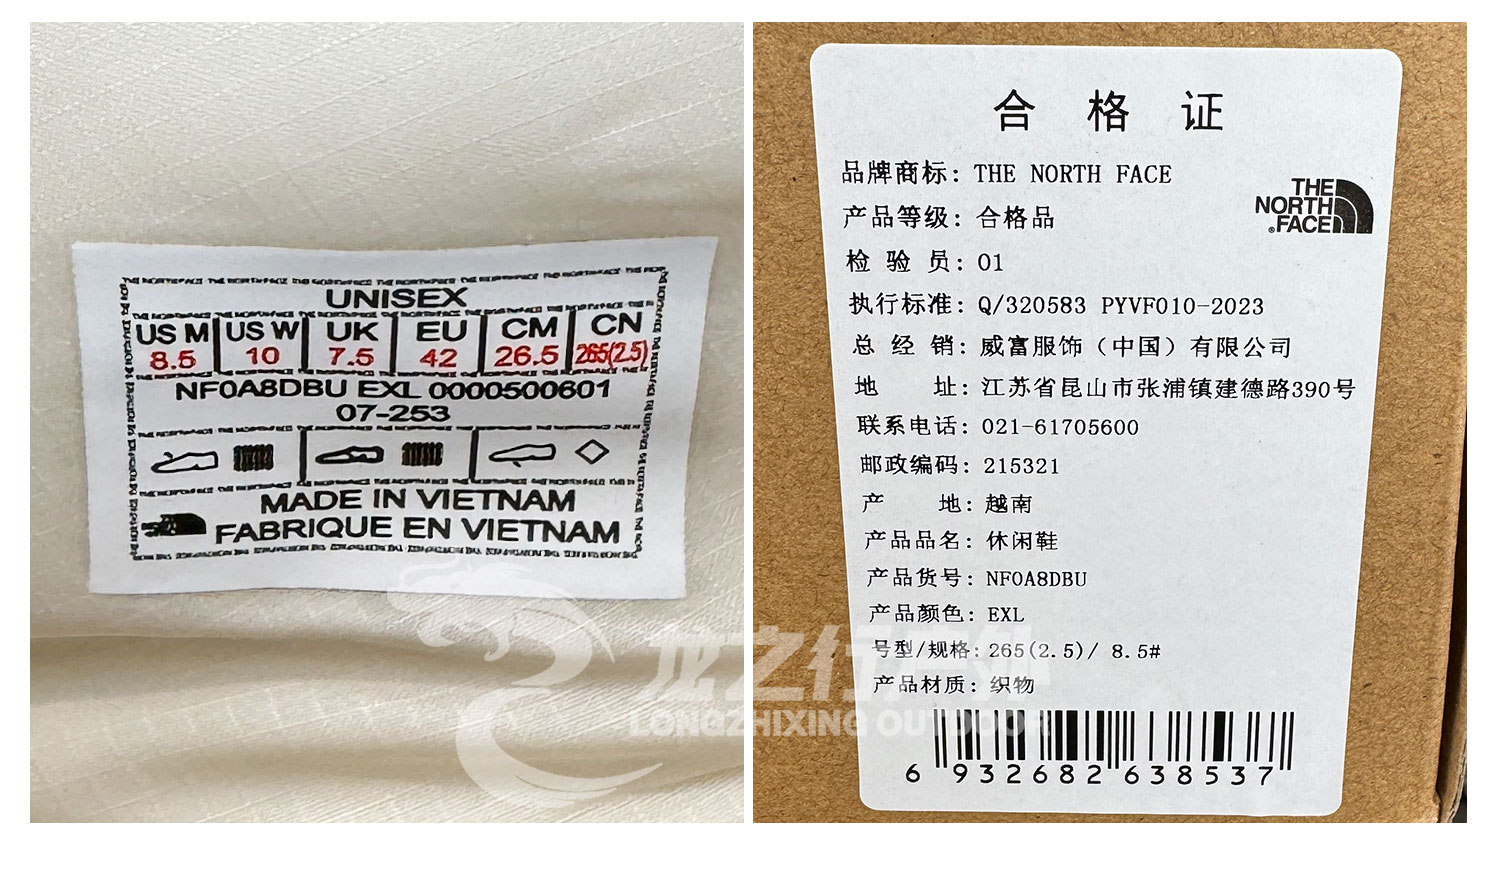 UNISEX
US M US W UK EU CM CN
8.5 10 7.5 42 26.5 265(2.5)
NF0A8DBU EXL 0000500601
07-253
MADE IN VIETNAM
FABRIQUE EN VIETNAM
合格证
品牌商标: THE NORTH FACE
产品等级: 合格品
检验员: 01
执行标准: Q/320583 PYVF010-2023
总经销: 威富服饰（中国）有限公司
地址: 江苏省昆山市张浦镇建德路390号
联系电话: 021-61705600
邮政编码: 215321
产地: 越南
产品品名: 休闲鞋
产品货号: NF0A8DBU
产品颜色: EXL
号型/规格: 265(2.5)/ 8.5#
产品材质: 织物
6 932682 638537
THE
NORTH
FACE
龙之行户外
LONGZHIXING OUTDOOR